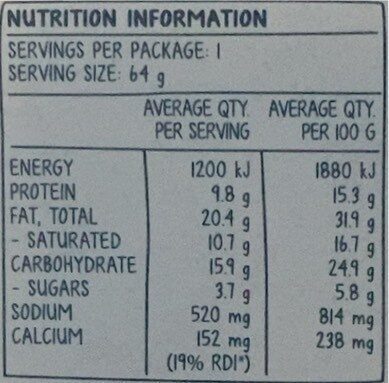 NUTRITION INFORMATION
SERVINGS PER PACKAGE: 1
SERVING SIZE: 64 g
AVERAGE QTY. AVERAGE QTY.
PER SERVING PER 100 G
ENERGY 1200 kJ 1880 kJ
PROTEIN 9.8 g 15.3 g
FAT, TOTAL 20.4 g 31.9 g
- SATURATED 10.7 g 16.7 g
CARBOHYDRATE 15.9 g 24.9 g
- SUGARS 3.7 g 5.8 g
SODIUM 520 mg 814 mg
CALCIUM 152 mg 238 mg
(19% RDI*)